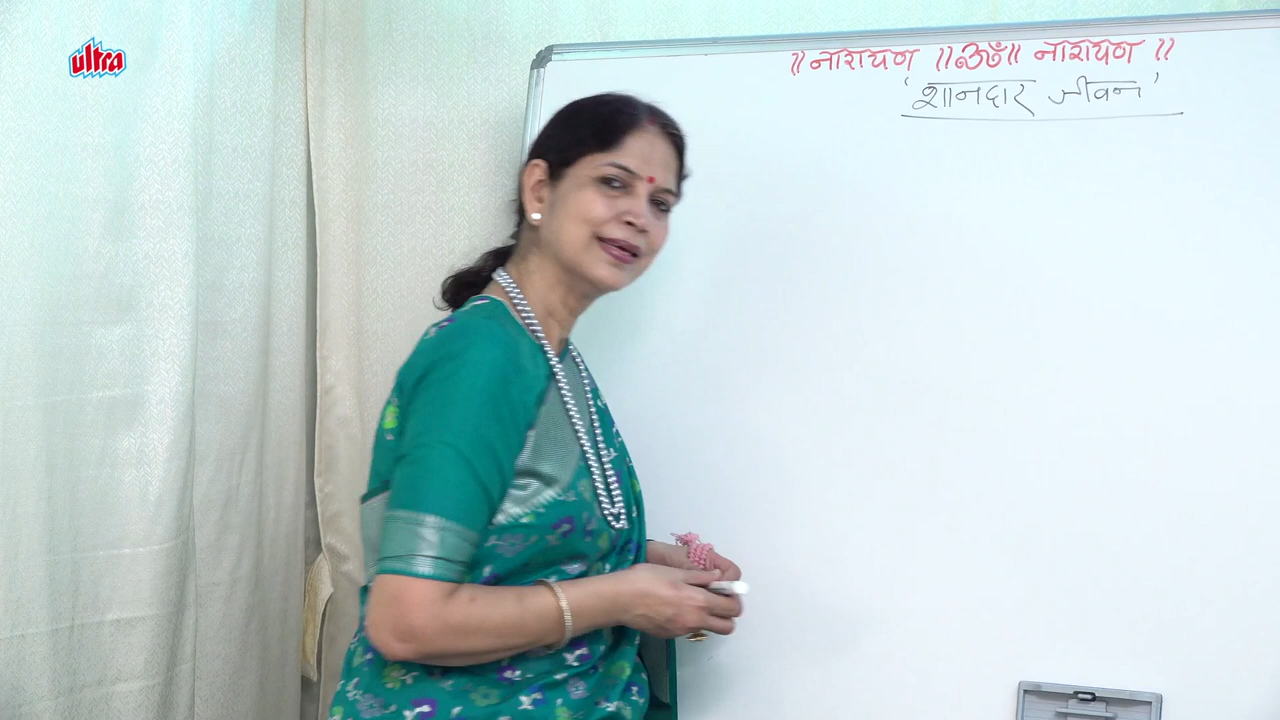 ultra
॥ नारायण ॥ॐ॥ नारायण ॥
'शानदार जीवन'